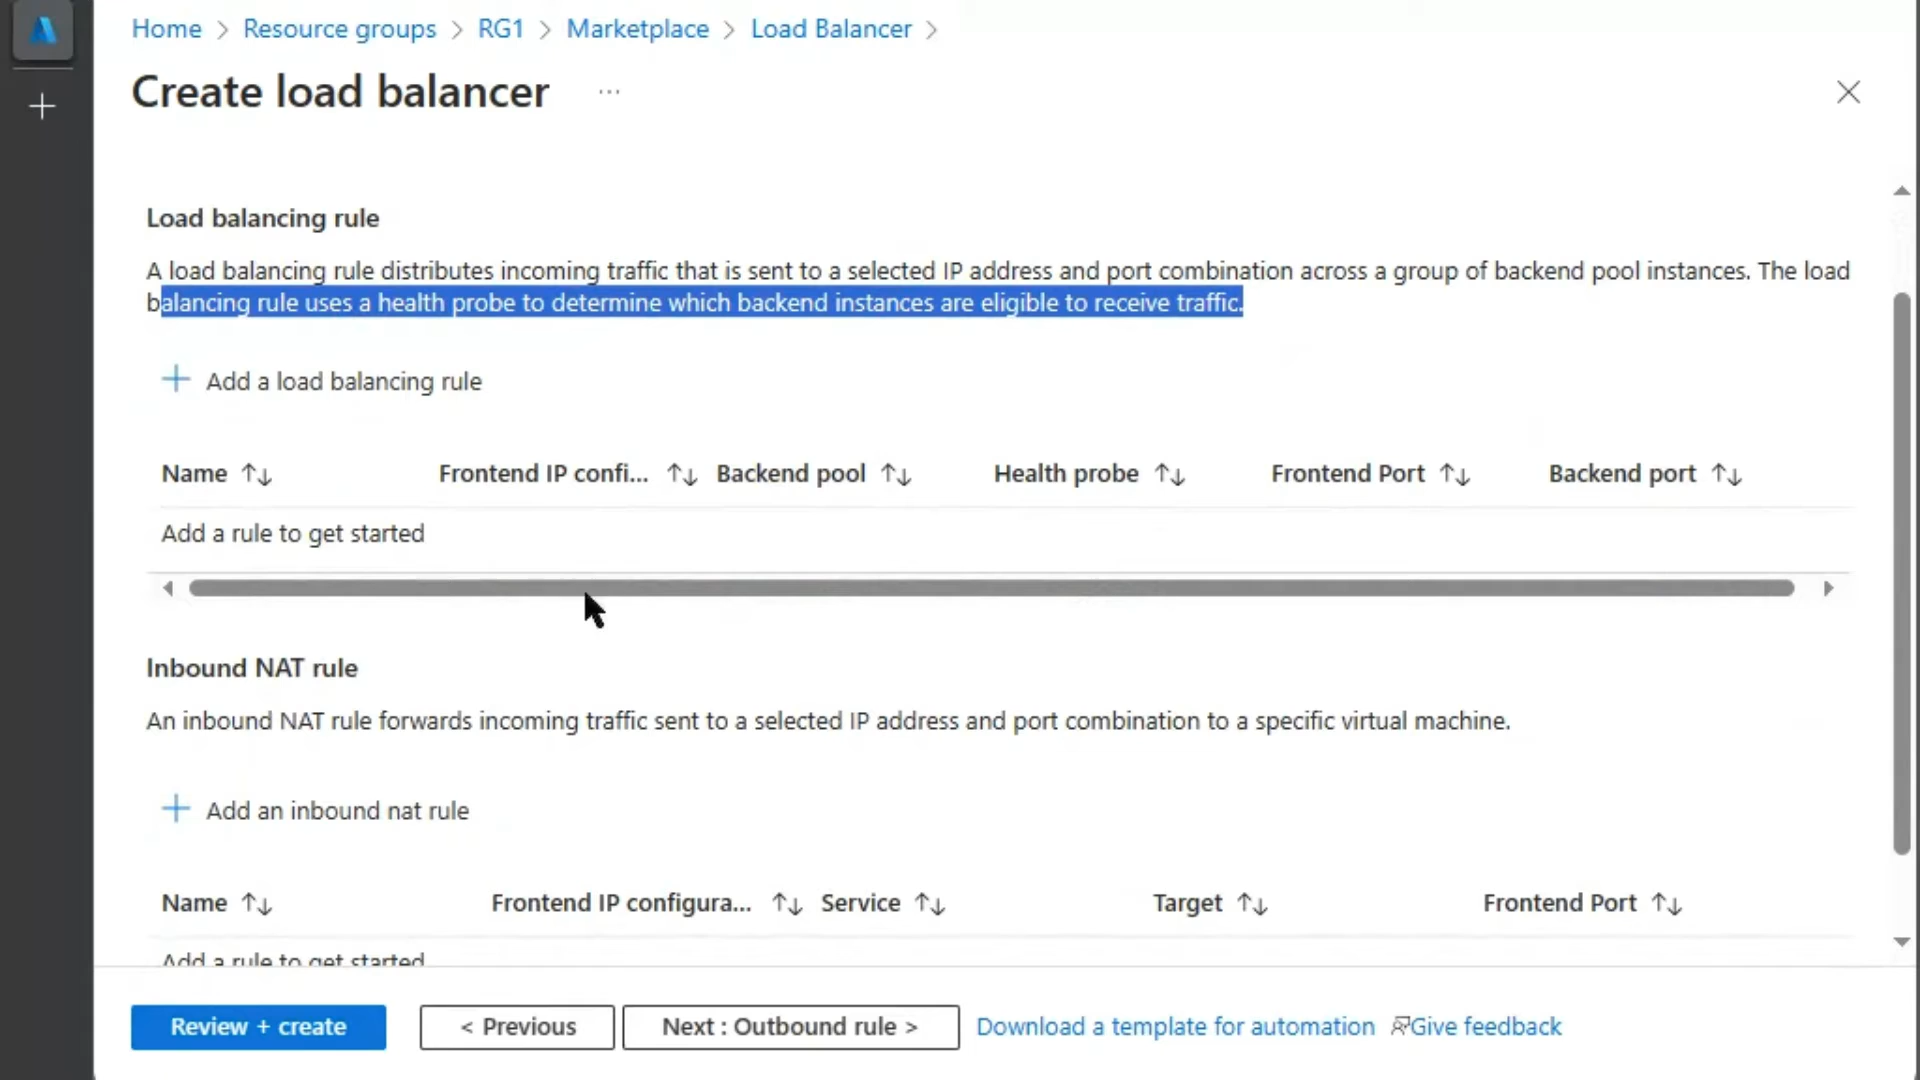 Home > Resource groups > RG1 > Marketplace > Load Balancer >
Create load balancer ...
Load balancing rule
A load balancing rule distributes incoming traffic that is sent to a selected IP address and port combination across a group of backend pool instances. The load
balancing rule uses a health probe to determine which backend instances are eligible to receive traffic.
+ Add a load balancing rule
Name ↑↓ Frontend IP confi... ↑↓ Backend pool ↑↓ Health probe ↑↓ Frontend Port ↑↓ Backend port ↑↓
Add a rule to get started
Inbound NAT rule
An inbound NAT rule forwards incoming traffic sent to a selected IP address and port combination to a specific virtual machine.
+ Add an inbound nat rule
Name ↑↓ Frontend IP configura... ↑↓ Service ↑↓ Target ↑↓ Frontend Port ↑↓
Add a rule to get started
Review + create < Previous Next : Outbound rule > Download a template for automation Give feedback